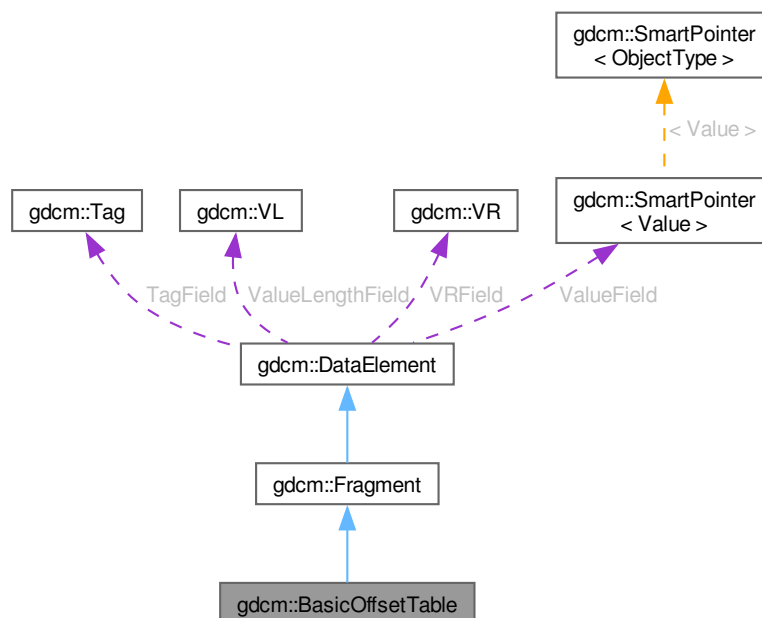 gdcm::SmartPointer
< ObjectType >
< Value >
gdcm::Tag
gdcm::VL
gdcm::VR
gdcm::SmartPointer
< Value >
TagField
ValueLengthField
VRField
ValueField
gdcm::DataElement
gdcm::Fragment
gdcm::BasicOffsetTable